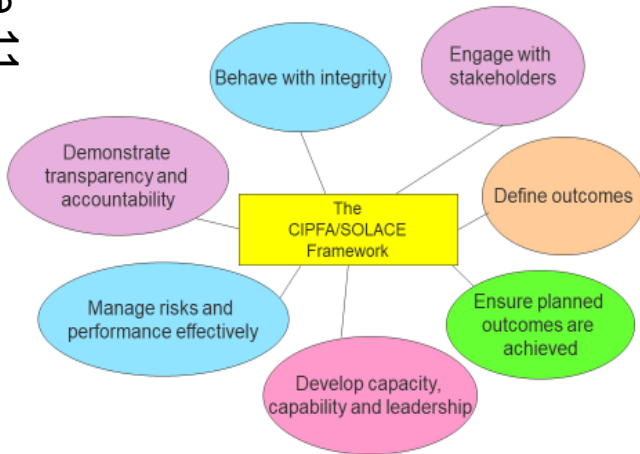 Behave with integrity
Engage with
stakeholders
Demonstrate
transparency and
accountability
The
CIPFA/SOLACE
Framework
Define outcomes
Manage risks and
performance effectively
Ensure planned
outcomes are
achieved
Develop capacity,
capability and leadership